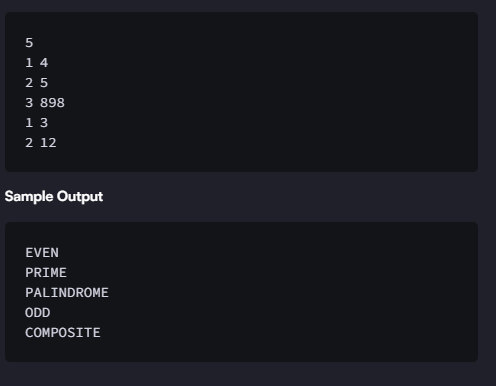 5
1 4
2 5
3 898
1 3
2 12
Sample Output
EVEN
PRIME
PALINDROME
ODD
COMPOSITE